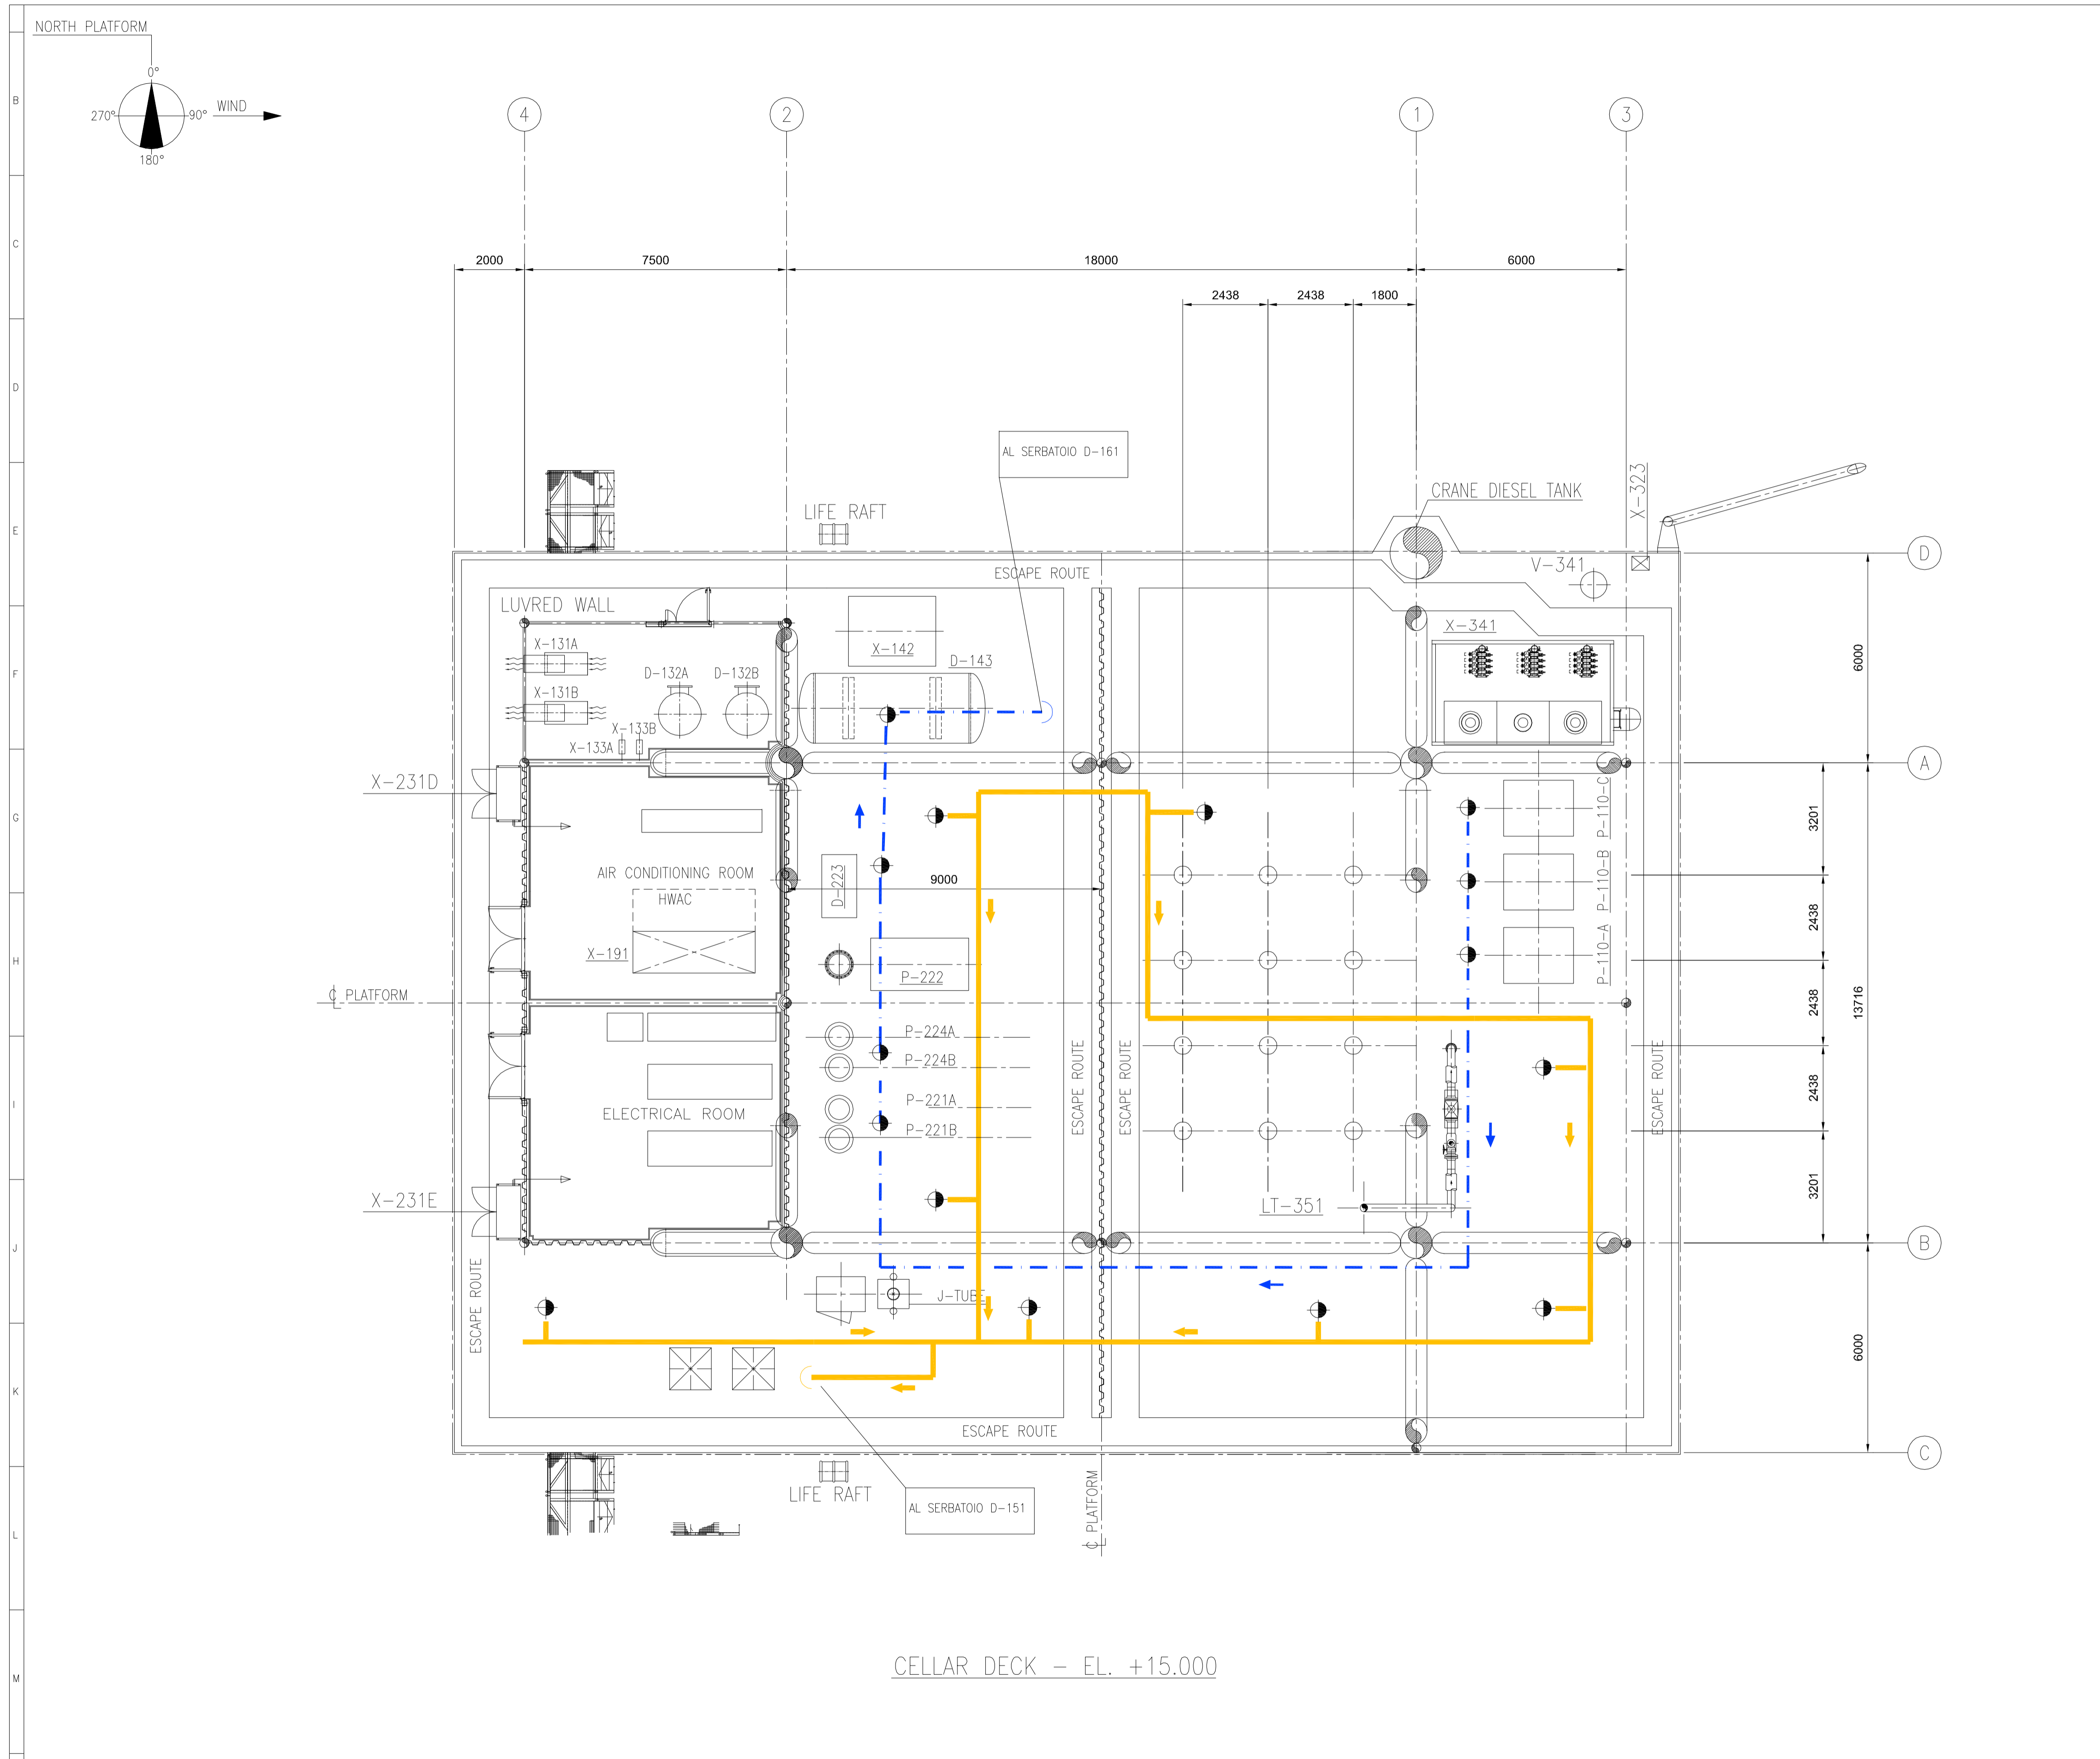 NORTH PLATFORM
0°
270°
90°
WIND
180°
B
C
D
E
F
G
H
I
J
K
L
M
4
2
1
3
2000
7500
18000
6000
2438
2438
1800
AL SERBATOIO D-161
CRANE DIESEL TANK
X-323
LIFE RAFT
D
ESCAPE ROUTE
V-341
LUVRED WALL
X-341
X-131A
X-142
D-143
D-132A
D-132B
X-131B
X-133B
X-133A
6000
A
X-231D
P-110-C
3201
AIR CONDITIONING ROOM
HWAC
D-223
9000
P-110-B
2438
X-191
P-222
P-110-A
℄ PLATFORM
2438
13716
P-224A
P-224B
ESCAPE ROUTE
ESCAPE ROUTE
ESCAPE ROUTE
2438
P-221A
ELECTRICAL ROOM
P-221B
X-231E
LT-351
3201
B
ESCAPE ROUTE
J-TUBE
6000
ESCAPE ROUTE
C
LIFE RAFT
AL SERBATOIO D-151
℄ PLATFORM
CELLAR DECK - EL. +15.000